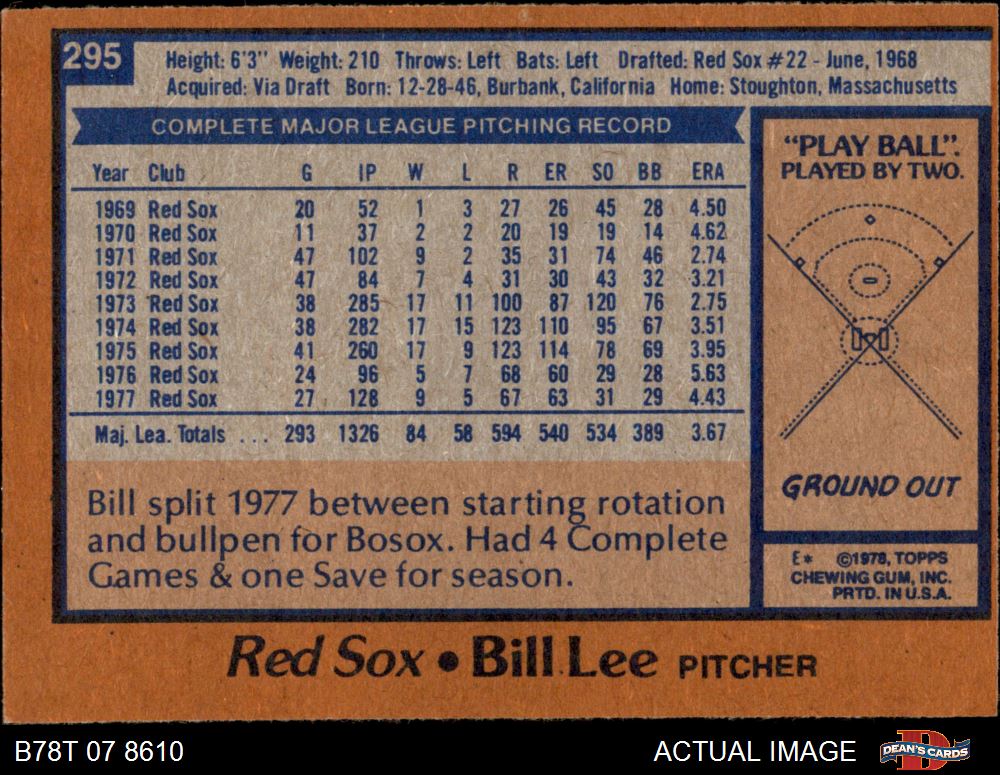 295
Height: 6'3" Weight: 210 Throws: Left Bats: Left Drafted: Red Sox #22 - June, 1968
Acquired: Via Draft Born: 12-28-46, Burbank, California Home: Stoughton, Massachusetts
COMPLETE MAJOR LEAGUE PITCHING RECORD
Year Club G IP W L R ER SO BB ERA
1969 Red Sox 20 52 1 3 27 26 45 28 4.50
1970 Red Sox 11 37 2 2 20 19 19 14 4.62
1971 Red Sox 47 102 9 2 35 31 74 46 2.74
1972 Red Sox 47 84 7 4 31 30 43 32 3.21
1973 Red Sox 38 285 17 11 100 87 120 76 2.75
1974 Red Sox 38 282 17 15 123 110 95 67 3.51
1975 Red Sox 41 260 17 9 123 114 78 69 3.95
1976 Red Sox 24 96 5 7 68 60 29 28 5.63
1977 Red Sox 27 128 9 5 67 63 31 29 4.43
Maj. Lea. Totals ... 293 1326 84 58 594 540 534 389 3.67
Bill split 1977 between starting rotation
and bullpen for Bosox. Had 4 Complete
Games & one Save for season.
"PLAY BALL".
PLAYED BY TWO.
GROUND OUT
E* ©1978, TOPPS
CHEWING GUM, INC.
PRTD. IN U.S.A.
Red Sox • Bill Lee PITCHER
B78T 07 8610 ACTUAL IMAGE DEAN'S CARDS